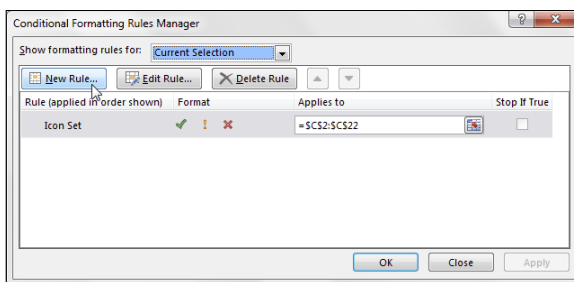 Conditional Formatting Rules Manager
Show formatting rules for: Current Selection
New Rule... Edit Rule... Delete Rule
Rule (applied in order shown) Format Applies to Stop If True
Icon Set =$C$2:$C$22
OK Close Apply